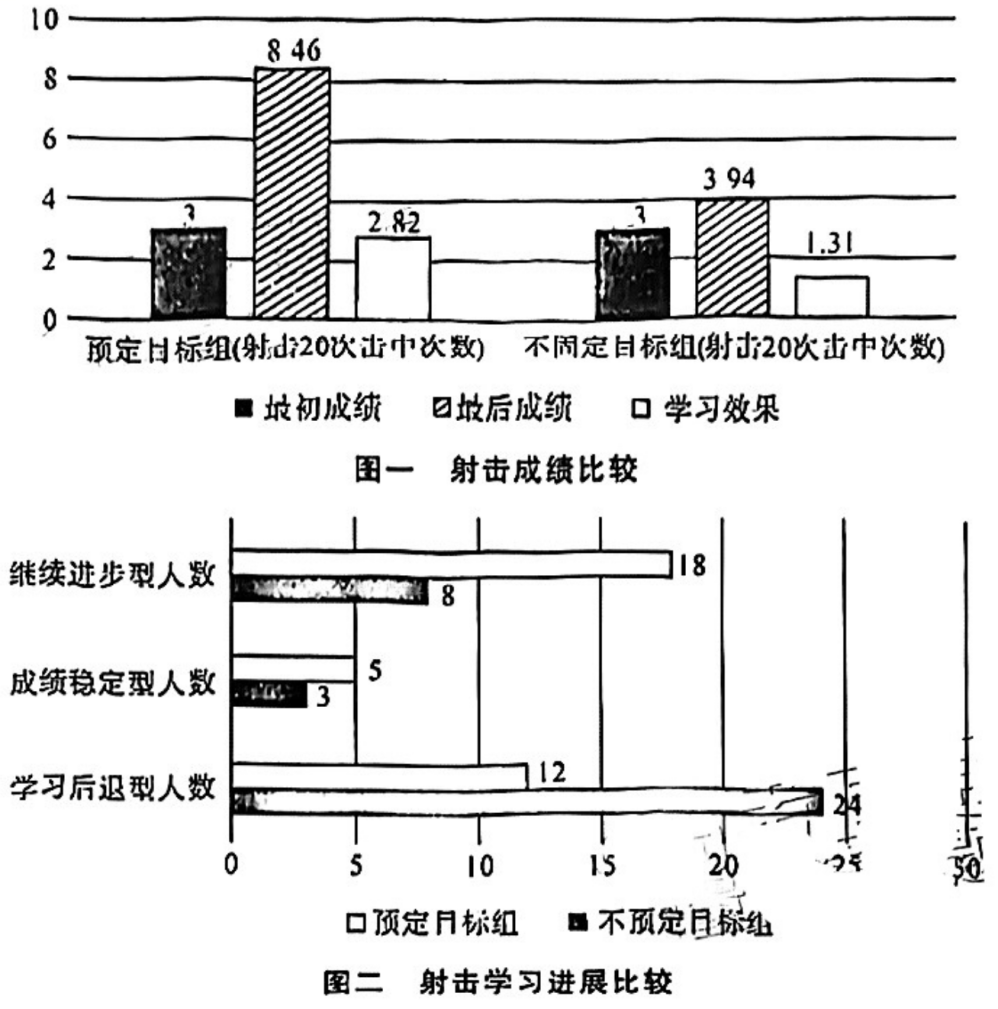 10
8 46
8
6
4
3 94
3
2.82
3
1.31
2
0
预定目标组(射击20次击中次数) 不固定目标组(射击20次击中次数)
最初成绩 最后成绩 学习效果
图一 射击成绩比较
继续进步型人数
18
8
成绩稳定型人数
5
3
学习后退型人数
12
24
0 5 10 15 20 25
预定目标组 不预定目标组
图二 射击学习进展比较